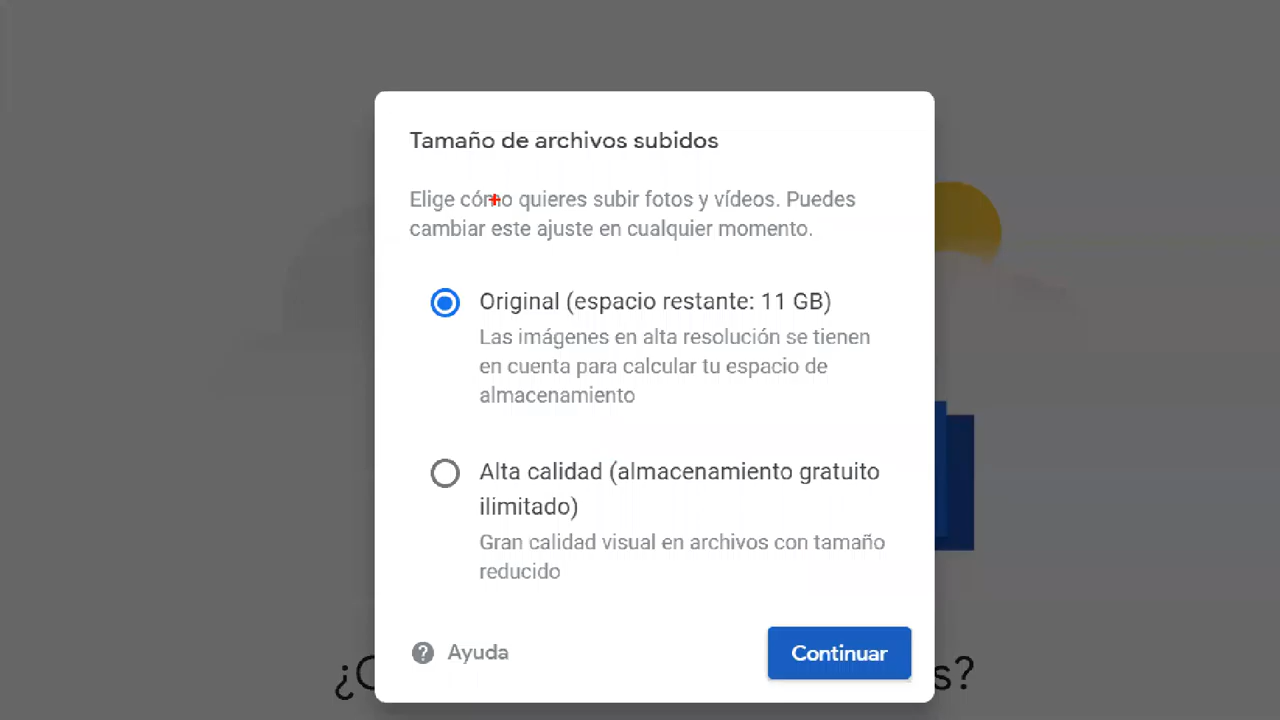 Tamaño de archivos subidos
Elige cómo quieres subir fotos y vídeos. Puedes
cambiar este ajuste en cualquier momento.
Original (espacio restante: 11 GB)
Las imágenes en alta resolución se tienen
en cuenta para calcular tu espacio de
almacenamiento
Alta calidad (almacenamiento gratuito
ilimitado)
Gran calidad visual en archivos con tamaño
reducido
Ayuda
Continuar